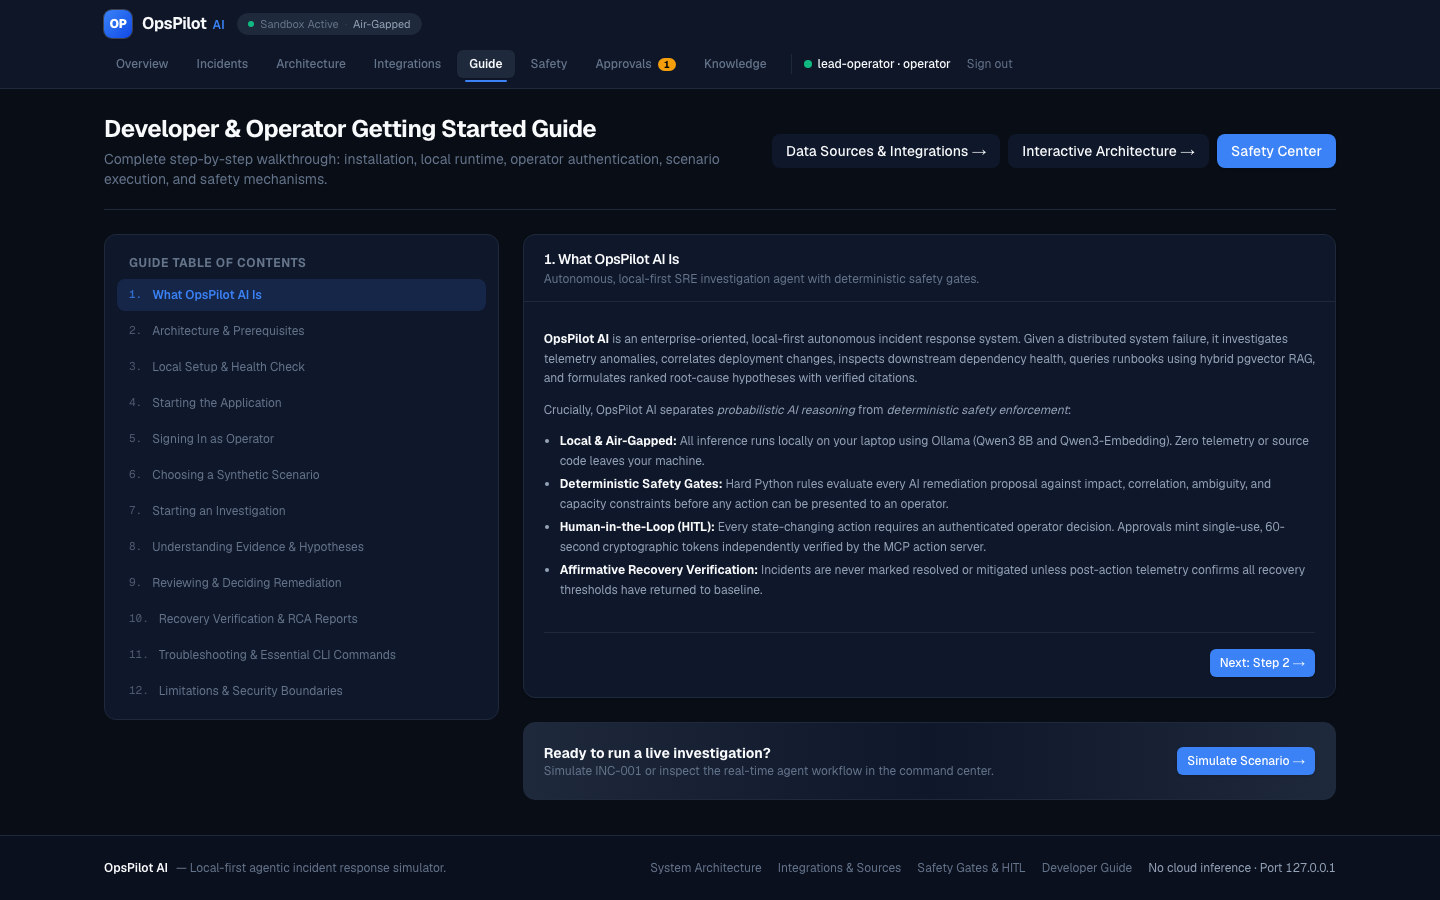 OP OpsPilot AI Sandbox Active · Air-Gapped
Overview Incidents Architecture Integrations Guide Safety Approvals 1 Knowledge lead-operator · operator Sign out
Developer & Operator Getting Started Guide
Complete step-by-step walkthrough: installation, local runtime, operator authentication, scenario
execution, and safety mechanisms.
Data Sources & Integrations → Interactive Architecture → Safety Center
GUIDE TABLE OF CONTENTS
1. What OpsPilot AI Is
2. Architecture & Prerequisites
3. Local Setup & Health Check
4. Starting the Application
5. Signing In as Operator
6. Choosing a Synthetic Scenario
7. Starting an Investigation
8. Understanding Evidence & Hypotheses
9. Reviewing & Deciding Remediation
10. Recovery Verification & RCA Reports
11. Troubleshooting & Essential CLI Commands
12. Limitations & Security Boundaries
1. What OpsPilot AI Is
Autonomous, local-first SRE investigation agent with deterministic safety gates.
OpsPilot AI is an enterprise-oriented, local-first autonomous incident response system. Given a distributed system failure, it investigates
telemetry anomalies, correlates deployment changes, inspects downstream dependency health, queries runbooks using hybrid pgvector RAG,
and formulates ranked root-cause hypotheses with verified citations.
Crucially, OpsPilot AI separates probabilistic AI reasoning from deterministic safety enforcement:
• Local & Air-Gapped: All inference runs locally on your laptop using Ollama (Qwen3 8B and Qwen3-Embedding). Zero telemetry or source
code leaves your machine.
• Deterministic Safety Gates: Hard Python rules evaluate every AI remediation proposal against impact, correlation, ambiguity, and
capacity constraints before any action can be presented to an operator.
• Human-in-the-Loop (HITL): Every state-changing action requires an authenticated operator decision. Approvals mint single-use, 60-
second cryptographic tokens independently verified by the MCP action server.
• Affirmative Recovery Verification: Incidents are never marked resolved or mitigated unless post-action telemetry confirms all recovery
thresholds have returned to baseline.
Next: Step 2 →
Ready to run a live investigation?
Simulate INC-001 or inspect the real-time agent workflow in the command center.
Simulate Scenario →
OpsPilot AI — Local-first agentic incident response simulator.
System Architecture Integrations & Sources Safety Gates & HITL Developer Guide No cloud inference · Port 127.0.0.1